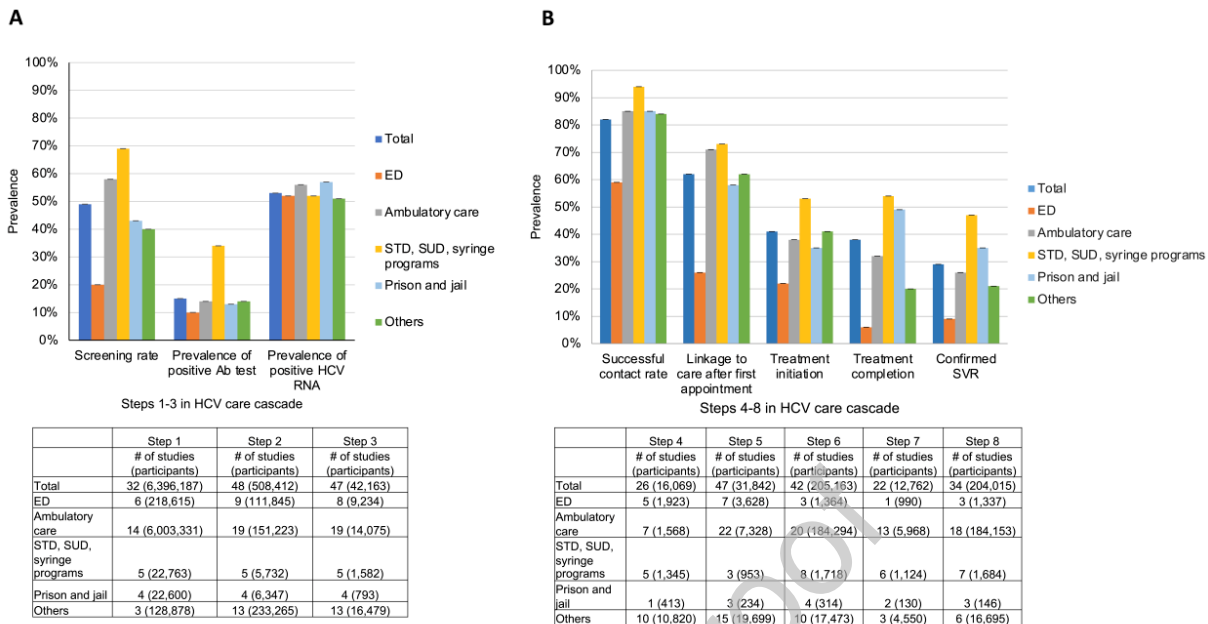 A
100%
90%
80%
70%
60%
50%
40%
30%
20%
10%
0%
Prevalence
Screening rate
Prevalence of positive Ab test
Prevalence of positive HCV RNA
Steps 1-3 in HCV care cascade
Total
ED
Ambulatory care
STD, SUD, syringe
programs
Prison and jail
Others
Step 1 Step 2 Step 3
# of studies # of studies # of studies
(participants) (participants) (participants)
Total 32 (6,396,187) 48 (508,412) 47 (42,163)
ED 6 (218,615) 9 (111,845) 8 (9,234)
Ambulatory
care 14 (6,003,331) 19 (151,223) 19 (14,075)
STD, SUD,
syringe
programs 5 (22,763) 5 (5,732) 5 (1,582)
Prison and jail 4 (22,600) 4 (6,347) 4 (793)
Others 3 (128,878) 13 (233,265) 13 (16,479)
B
100%
90%
80%
70%
60%
50%
40%
30%
20%
10%
0%
Prevalence
Successful contact rate
Linkage to care after first appointment
Treatment initiation
Treatment completion
Confirmed SVR
Steps 4-8 in HCV care cascade
Total
ED
Ambulatory care
STD, SUD, syringe programs
Prison and jail
Others
Step 4 Step 5 Step 6 Step 7 Step 8
# of studies # of studies # of studies # of studies # of studies
(participants) (participants) (participants) (participants) (participants)
Total 26 (16,069) 47 (31,842) 42 (205,163) 22 (12,762) 34 (204,015)
ED 5 (1,923) 7 (3,628) 3 (1,364) 1 (990) 3 (1,337)
Ambulatory
care 7 (1,568) 22 (7,328) 20 (184,294) 13 (5,968) 18 (184,153)
STD, SUD,
syringe
programs 5 (1,345) 3 (953) 8 (1,718) 6 (1,124) 7 (1,684)
Prison and
jail 1 (413) 3 (234) 4 (314) 2 (130) 3 (146)
Others 10 (10,820) 15 (19,699) 10 (17,473) 3 (4,550) 6 (16,695)